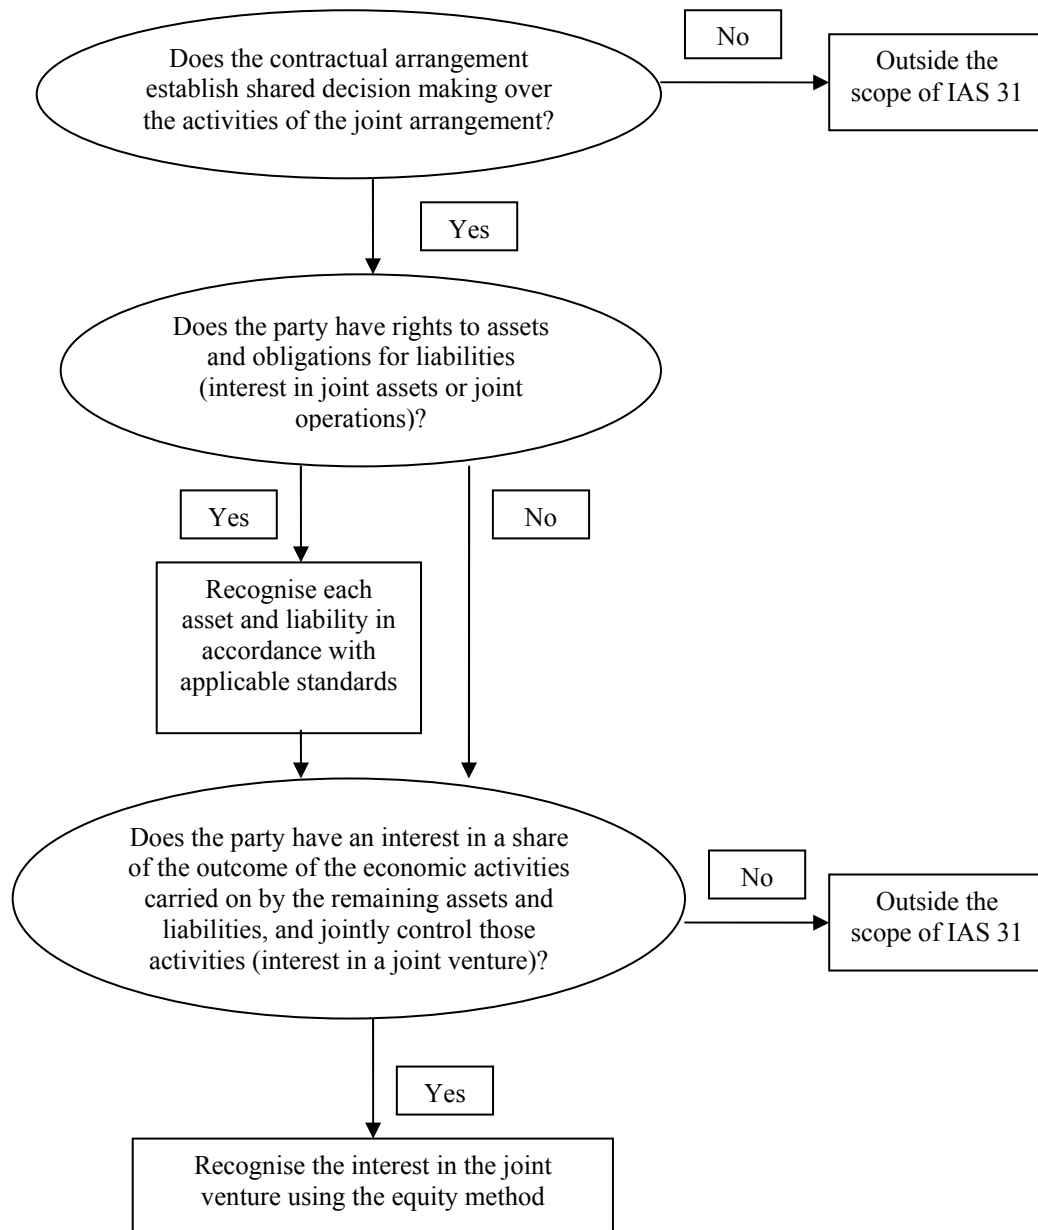 Does the contractual arrangement
establish shared decision making over
the activities of the joint arrangement?
No
Outside the
scope of IAS 31
Yes
Does the party have rights to assets
and obligations for liabilities
(interest in joint assets or joint
operations)?
Yes
No
Recognise each
asset and liability in
accordance with
applicable standards
Does the party have an interest in a share
of the outcome of the economic activities
carried on by the remaining assets and
liabilities, and jointly control those
activities (interest in a joint venture)?
No
Outside the
scope of IAS 31
Yes
Recognise the interest in the joint
venture using the equity method